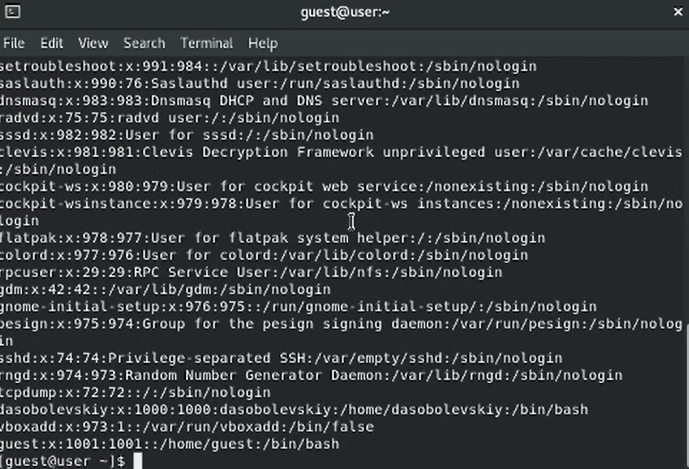 guest@user:~
File Edit View Search Terminal Help
setroubleshoot:x:991:984::/var/lib/setroubleshoot:/sbin/nologin
saslauth:x:990:76:Saslauthd user:/run/saslauthd:/sbin/nologin
dnsmasq:x:983:983:Dnsmasq DHCP and DNS server:/var/lib/dnsmasq:/sbin/nologin
radvd:x:75:75:radvd user:/:/sbin/nologin
sssd:x:982:982:User for sssd:/:/sbin/nologin
clevis:x:981:981:Clevis Decryption Framework unprivileged user:/var/cache/clevis
:/sbin/nologin
cockpit-ws:x:980:979:User for cockpit web service:/nonexisting:/sbin/nologin
cockpit-wsinstance:x:979:978:User for cockpit-ws instances:/nonexisting:/sbin/no
login
flatpak:x:978:977:User for flatpak system helper:/:/sbin/nologin
colord:x:977:976:User for colord:/var/lib/colord:/sbin/nologin
rpcuser:x:29:29:RPC Service User:/var/lib/nfs:/sbin/nologin
gdm:x:42:42::/var/lib/gdm:/sbin/nologin
gnome-initial-setup:x:976:975::/run/gnome-initial-setup/:/sbin/nologin
pesign:x:975:974:Group for the pesign signing daemon:/var/run/pesign:/sbin/nolog
in
sshd:x:74:74:Privilege-separated SSH:/var/empty/sshd:/sbin/nologin
rngd:x:974:973:Random Number Generator Daemon:/var/lib/rngd:/sbin/nologin
tcpdump:x:72:72::/:/sbin/nologin
dasobolevskiy:x:1000:1000:dasobolevskiy:/home/dasobolevskiy:/bin/bash
vboxadd:x:973:1::/var/run/vboxadd:/bin/false
guest:x:1001:1001::/home/guest:/bin/bash
[guest@user ~]$